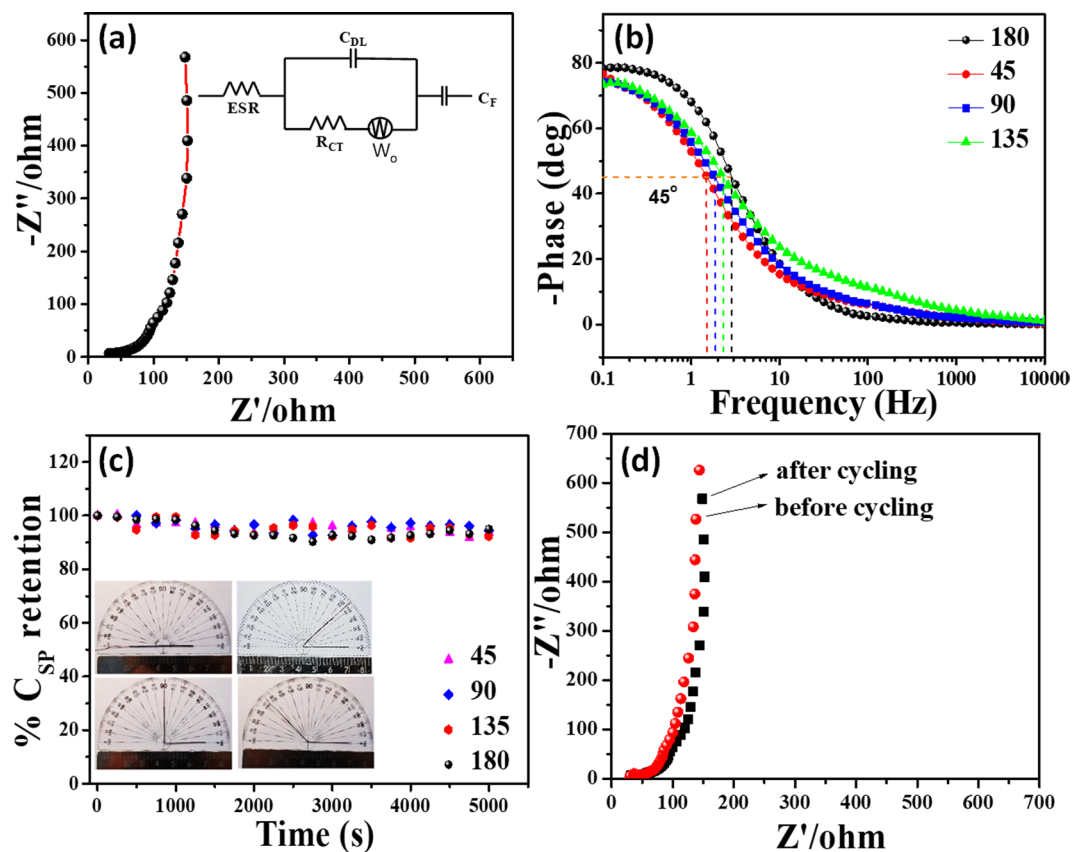 (a)
600
500
400
300
200
100
0
-Z"/ohm
0 100 200 300 400 500 600
Z'/ohm
C_DL
ESR
C_F
R_CT
W
W_o
(b)
80
60
40
20
0
-Phase (deg)
180
45
90
135
45°
0.1 1 10 100 1000 10000
Frequency (Hz)
(c)
120
100
80
60
40
20
0
% C_SP retention
45
90
135
180
0 1000 2000 3000 4000 5000
Time (s)
(d)
700
600
500
400
300
200
100
0
-Z"/ohm
after cycling
before cycling
0 100 200 300 400 500 600 700
Z'/ohm